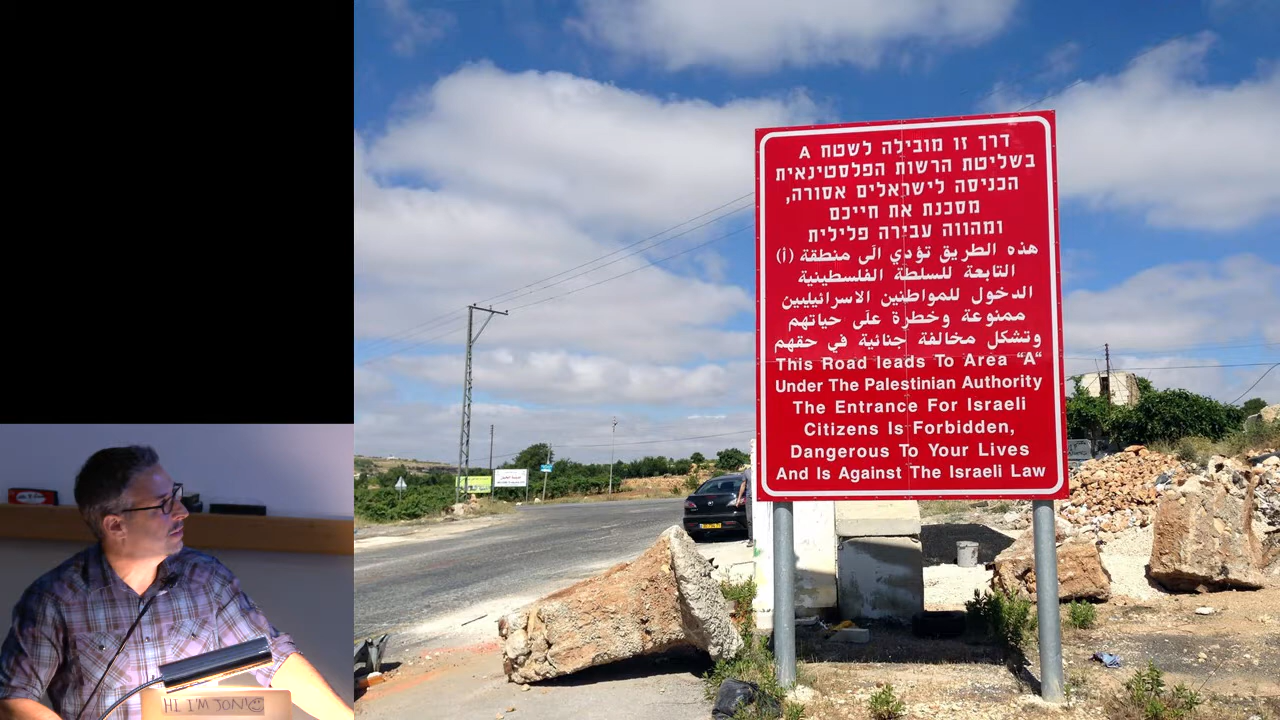 דרך זו מובילה לשטח A
בשליטת הרשות הפלסטינאית
הכניסה לישראלים אסורה,
מסכנת את חייכם
ומהווה עבירה פלילית
هذه الطريق تؤدي الى منطقة (أ)
التابعة للسلطة الفلسطينية
الدخول للمواطنين الاسرائيليين
ممنوعة وخطرة على حياتهم
وتشكل مخالفة جنائية في حقهم
This Road leads To Area "A"
Under The Palestinian Authority
The Entrance For Israeli
Citizens Is Forbidden,
Dangerous To Your Lives
And Is Against The Israeli Law
HI I'M JON!